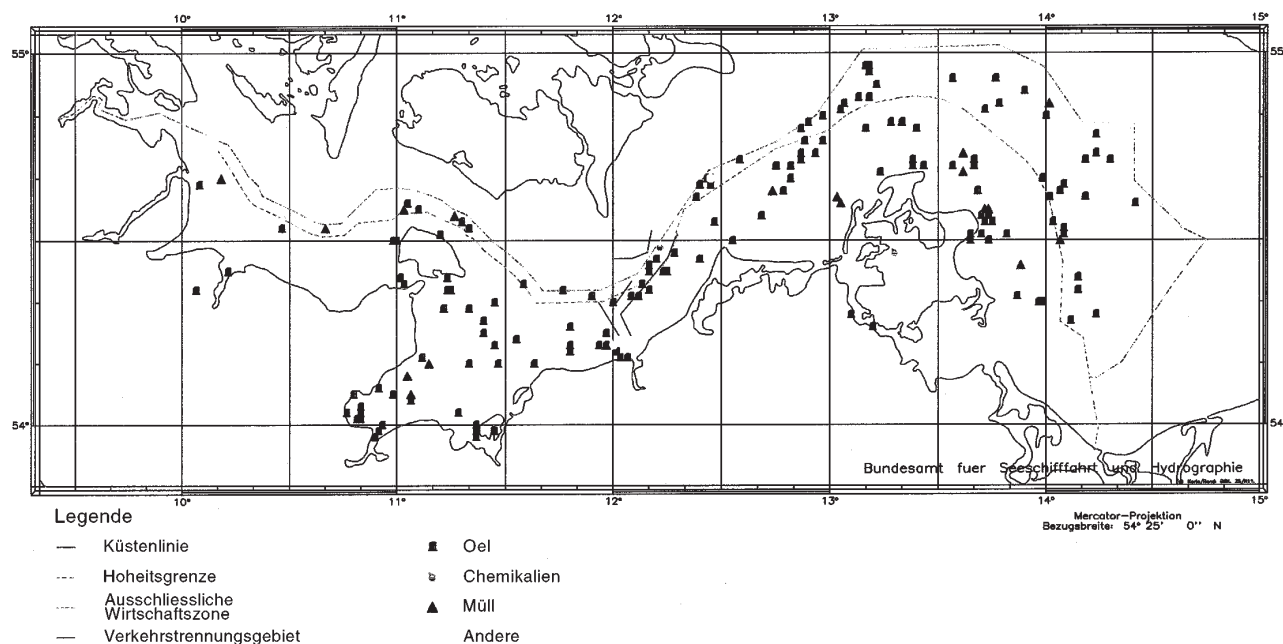 10° 11° 12° 13° 14° 15°
55° 55
54° 54
Bundesamt fuer Seeschifffahrt und Hydrographie
10° 11° 12° 13° 14° 15°
Mercator-Projektion
Bezugsbreite: 54° 25' 0'' N
Legende
Küstenlinie
Hoheitsgrenze
Ausschliessliche
Wirtschaftszone
Verkehrstrennungsgebiet
Oel
Chemikalien
Müll
Andere